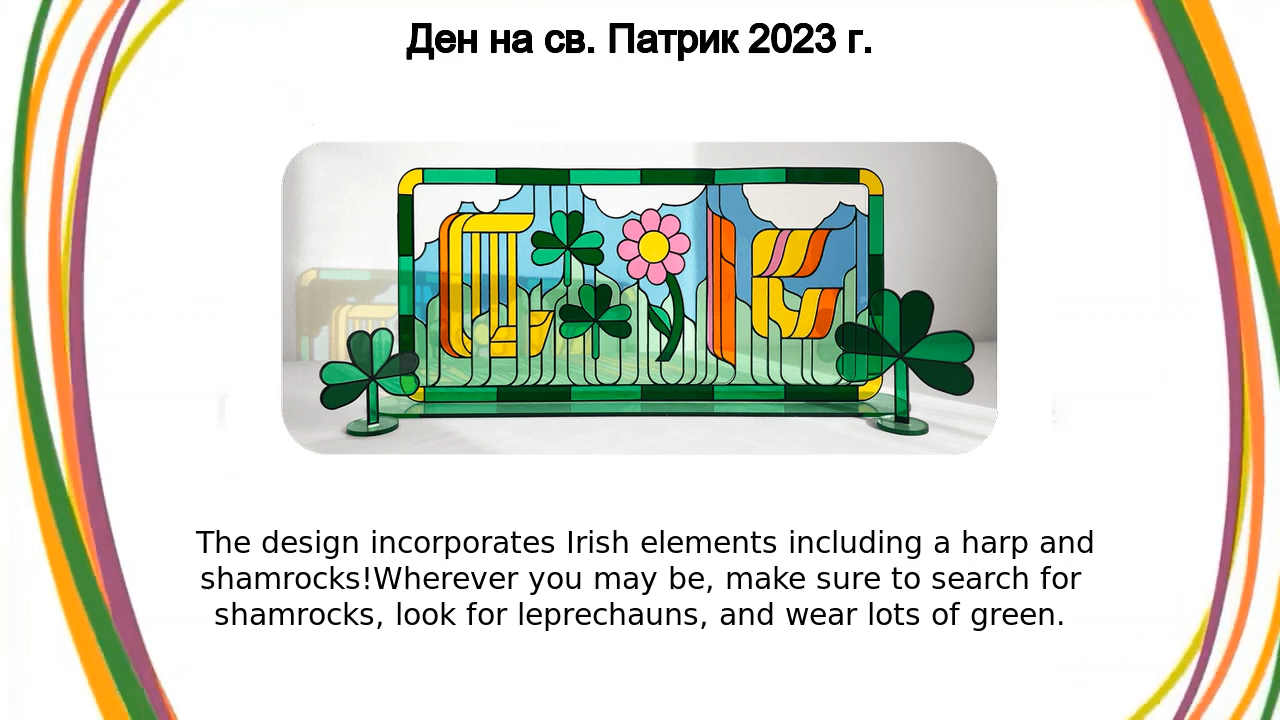 Ден на св. Патрик 2023 г.
The design incorporates Irish elements including a harp and
shamrocks!Wherever you may be, make sure to search for
shamrocks, look for leprechauns, and wear lots of green.